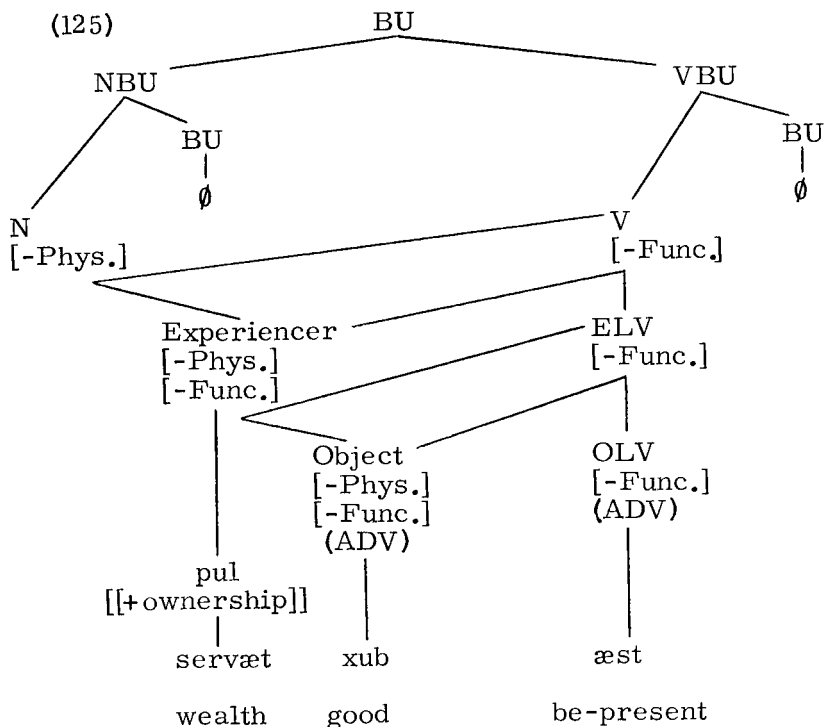 (125) BU
NBU VBU
BU BU
ø ø
N V
[-Phys.] [-Func.]
Experiencer ELV
[-Phys.] [-Func.]
[-Func.]
Object OLV
[-Phys.] [-Func.]
[-Func.] (ADV)
(ADV)
pul
[[+ownership]]
servæt xub æst
wealth good be-present